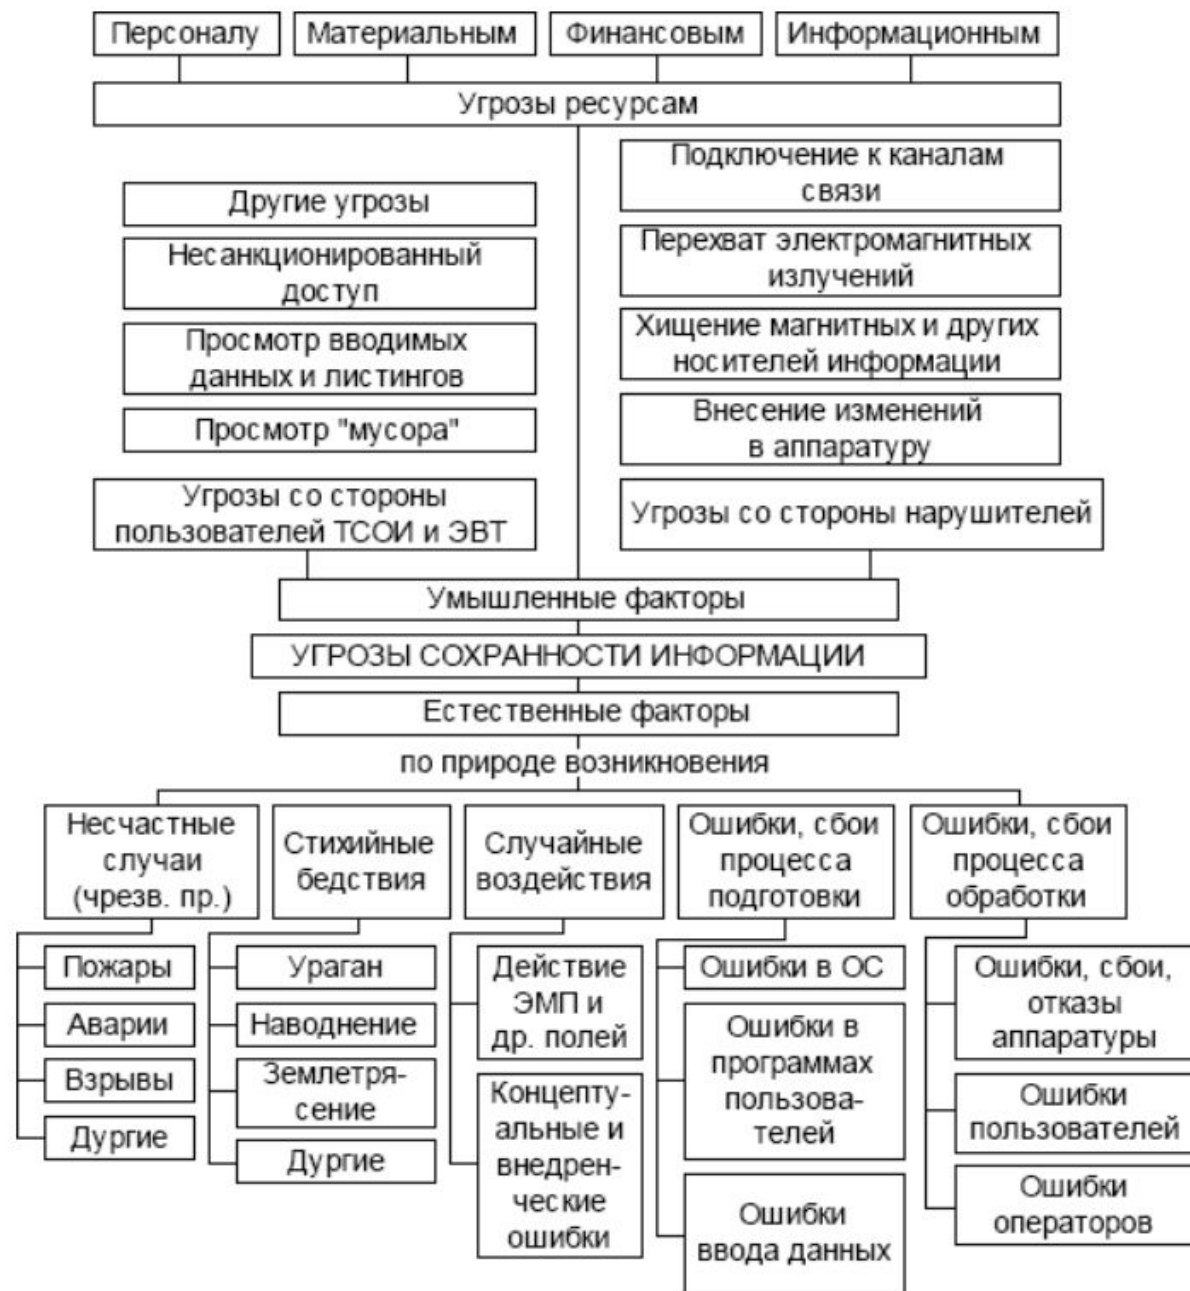 Персоналу
Материальным
Финансовым
Информационным
Угрозы ресурсам
Другие угрозы
Несанкционированный
доступ
Просмотр вводимых
данных и листингов
Просмотр "мусора"
Угрозы со стороны
пользователей ТСОИ и ЭВТ
Подключение к каналам
связи
Перехват электромагнитных
излучений
Хищение магнитных и других
носителей информации
Внесение изменений
в аппаратуру
Угрозы со стороны нарушителей
Умышленные факторы
УГРОЗЫ СОХРАННОСТИ ИНФОРМАЦИИ
Естественные факторы
по природе возникновения
Несчастные
случаи
(чрезв. пр.)
Пожары
Аварии
Взрывы
Дургие
Стихийные
бедствия
Ураган
Наводнение
Землетря-
сение
Дургие
Случайные
воздействия
Действие
ЭМП и
др. полей
Концепту-
альные и
внедрен-
ческие
ошибки
Ошибки, сбои
процесса
подготовки
Ошибки в ОС
Ошибки в
программах
пользова-
телей
Ошибки
ввода данных
Ошибки, сбои
процесса
обработки
Ошибки, сбои,
отказы
аппаратуры
Ошибки
пользователей
Ошибки
операторов